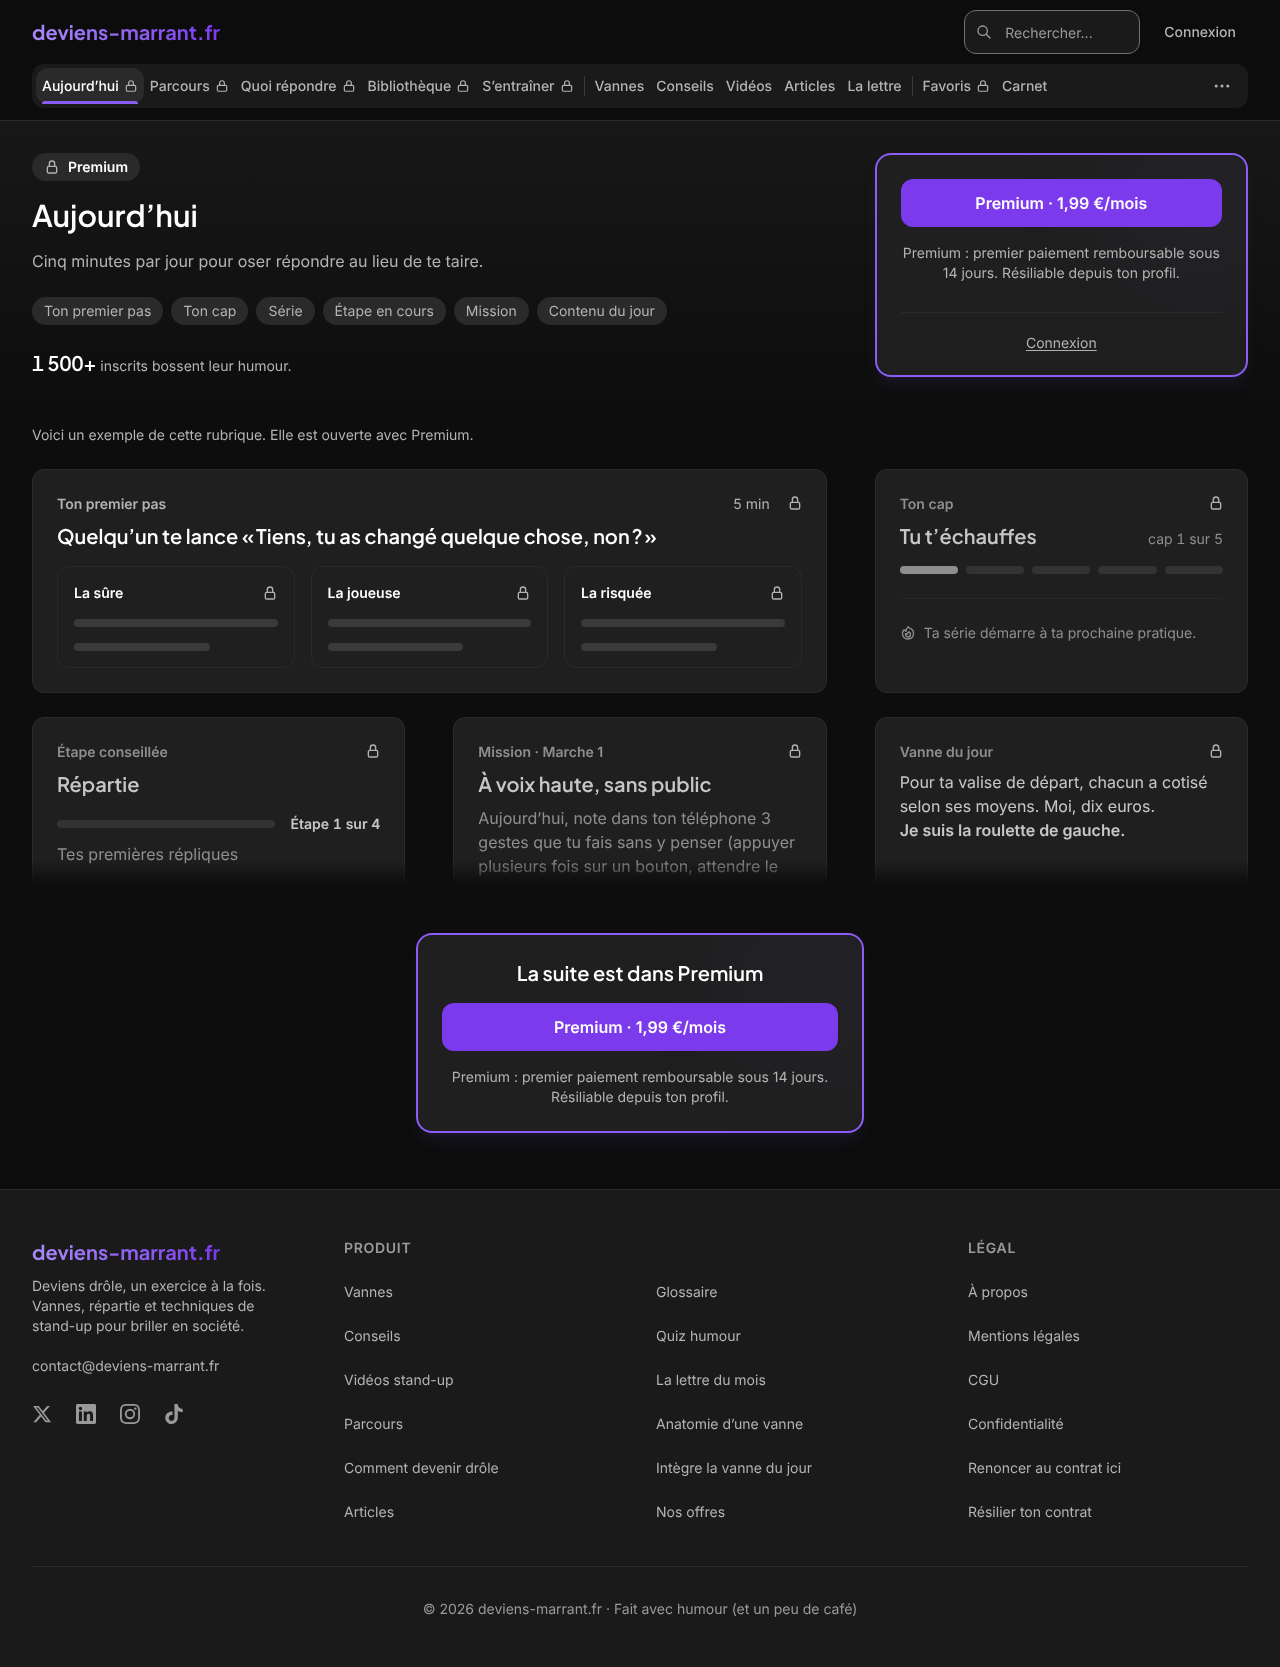 deviens-marrant.fr
Rechercher...
Connexion
Aujourd’hui
Parcours
Quoi répondre
Bibliothèque
S’entraîner
Vannes
Conseils
Vidéos
Articles
La lettre
Favoris
Carnet
Premium
Aujourd’hui
Cinq minutes par jour pour oser répondre au lieu de te taire.
Ton premier pas
Ton cap
Série
Étape en cours
Mission
Contenu du jour
1 500+ inscrits bossent leur humour.
Premium · 1,99 €/mois
Premium : premier paiement remboursable sous
14 jours. Résiliable depuis ton profil.
Connexion
Voici un exemple de cette rubrique. Elle est ouverte avec Premium.
Ton premier pas
5 min
Quelqu’un te lance « Tiens, tu as changé quelque chose, non ? »
La sûre
La joueuse
La risquée
Ton cap
Tu t’échauffes
cap 1 sur 5
Ta série démarre à ta prochaine pratique.
Étape conseillée
Répartie
Étape 1 sur 4
Tes premières répliques
Mission · Marche 1
À voix haute, sans public
Aujourd’hui, note dans ton téléphone 3
gestes que tu fais sans y penser (appuyer
plusieurs fois sur un bouton, attendre le
Vanne du jour
Pour ta valise de départ, chacun a cotisé
selon ses moyens. Moi, dix euros.
Je suis la roulette de gauche.
La suite est dans Premium
Premium · 1,99 €/mois
Premium : premier paiement remboursable sous 14 jours.
Résiliable depuis ton profil.
deviens-marrant.fr
Deviens drôle, un exercice à la fois.
Vannes, répartie et techniques de
stand-up pour briller en société.
contact@deviens-marrant.fr
PRODUIT
Vannes
Conseils
Vidéos stand-up
Parcours
Comment devenir drôle
Articles
Glossaire
Quiz humour
La lettre du mois
Anatomie d’une vanne
Intègre la vanne du jour
Nos offres
LÉGAL
À propos
Mentions légales
CGU
Confidentialité
Renoncer au contrat ici
Résilier ton contrat
© 2026 deviens-marrant.fr · Fait avec humour (et un peu de café)